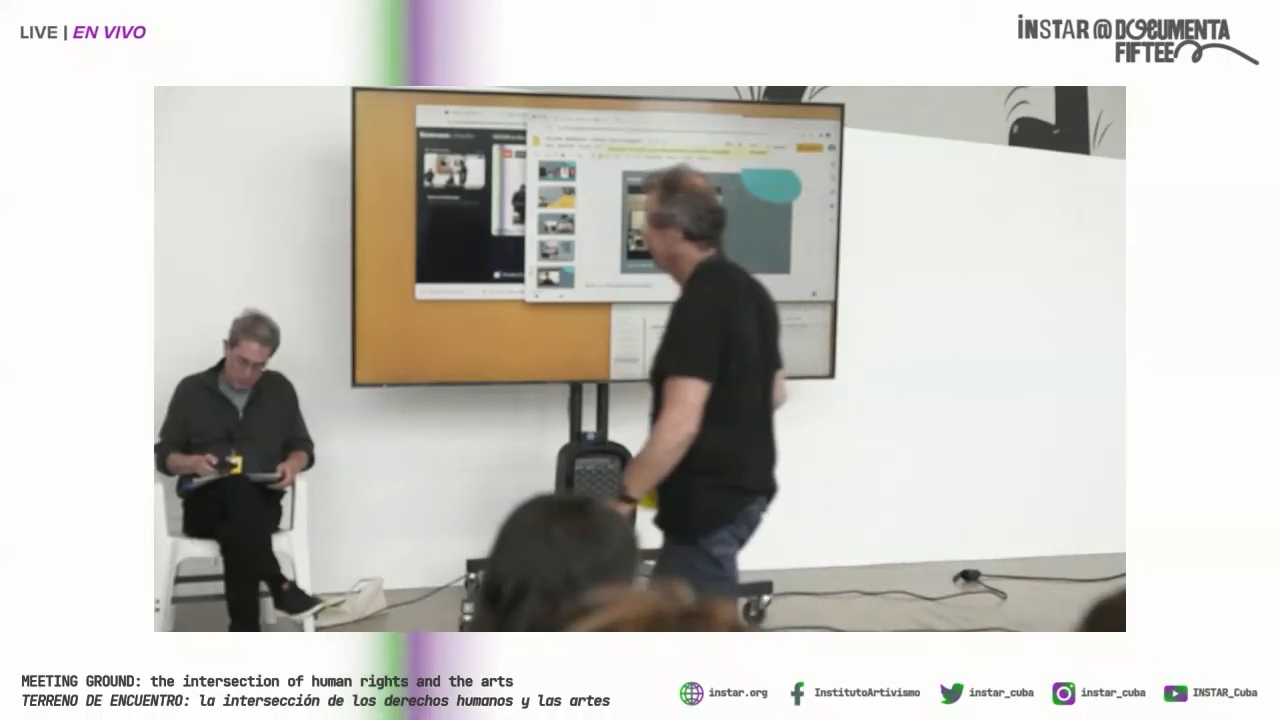 LIVE | EN VIVO
INSTAR @ DOCUMENTA
FIFTEEN
MEETING GROUND: the intersection of human rights and the arts
TERRENO DE ENCUENTRO: la intersección de los derechos humanos y las artes
instar.org
InstitutoArtivismo
instar_cuba
instar_cuba
INSTAR_Cuba